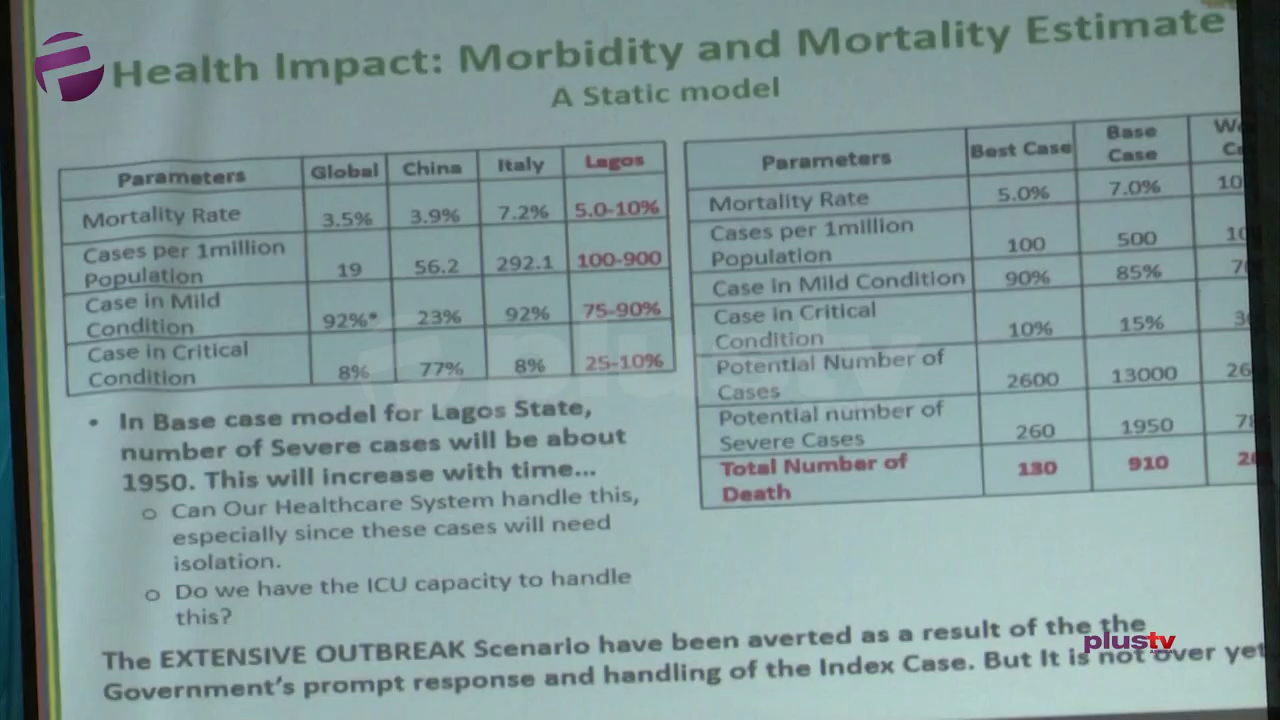 Health Impact: Morbidity and Mortality Estimate
A Static model
Parameters Global China Italy Lagos
Mortality Rate 3.5% 3.9% 7.2% 5.0-10%
Cases per 1million
Population 19 56.2 292.1 100-900
Case in Mild
Condition 92%* 23% 92% 75-90%
Case in Critical
Condition 8% 77% 8% 25-10%
Parameters Best Case Base
Case
Mortality Rate 5.0% 7.0% 10
Cases per 1million
Population 100 500 10
Case in Mild Condition 90% 85%
Case in Critical
Condition 10% 15%
Potential Number of
Cases 2600 13000 26
Potential number of
Severe Cases 260 1950
Total Number of
Death 130 910
• In Base case model for Lagos State,
number of Severe cases will be about
1950. This will increase with time...
o Can Our Healthcare System handle this,
especially since these cases will need
isolation.
o Do we have the ICU capacity to handle
this?
The EXTENSIVE OUTBREAK Scenario have been averted as a result of the the
Government's prompt response and handling of the Index Case. But It is not over yet
plustv
plustv